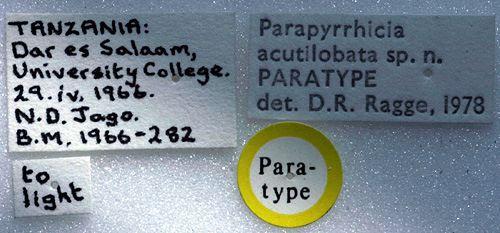 TANZANIA:
Dar es Salaam,
University College.
29.iv.1966.
N.D. Jago.
B.M. 1966-282
to
light
Parapyrrhicia
acutilobata sp. n.
PARATYPE
det. D.R. Ragge, 1978
Para-
type